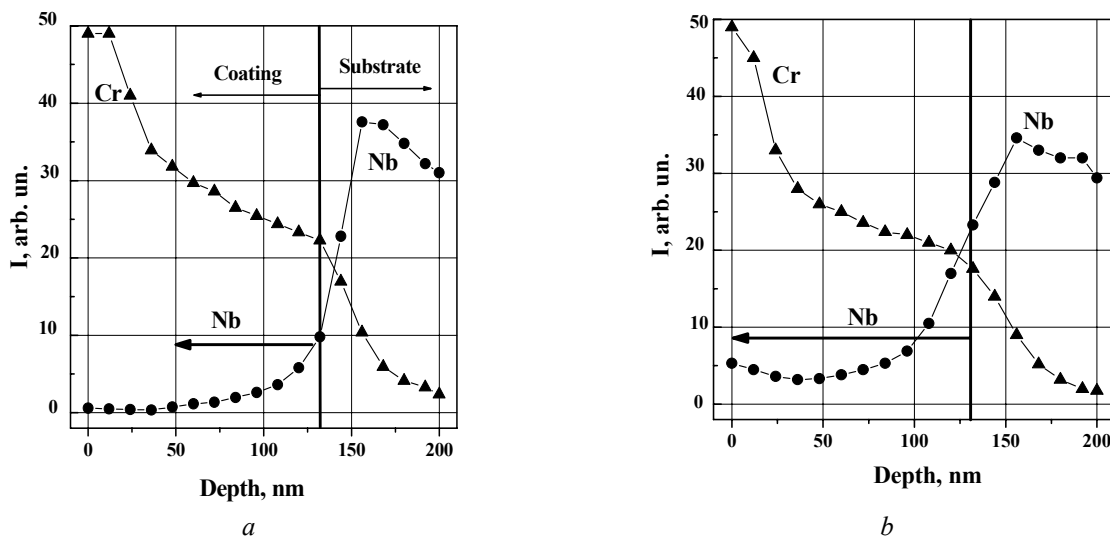 50
40
30
20
10
0
I, arb. un.
Cr
Coating
Substrate
Nb
Nb
0 50 100 150 200
Depth, nm
a
50
40
30
20
10
0
I, arb. un.
Cr
Nb
Nb
0 50 100 150 200
Depth, nm
b